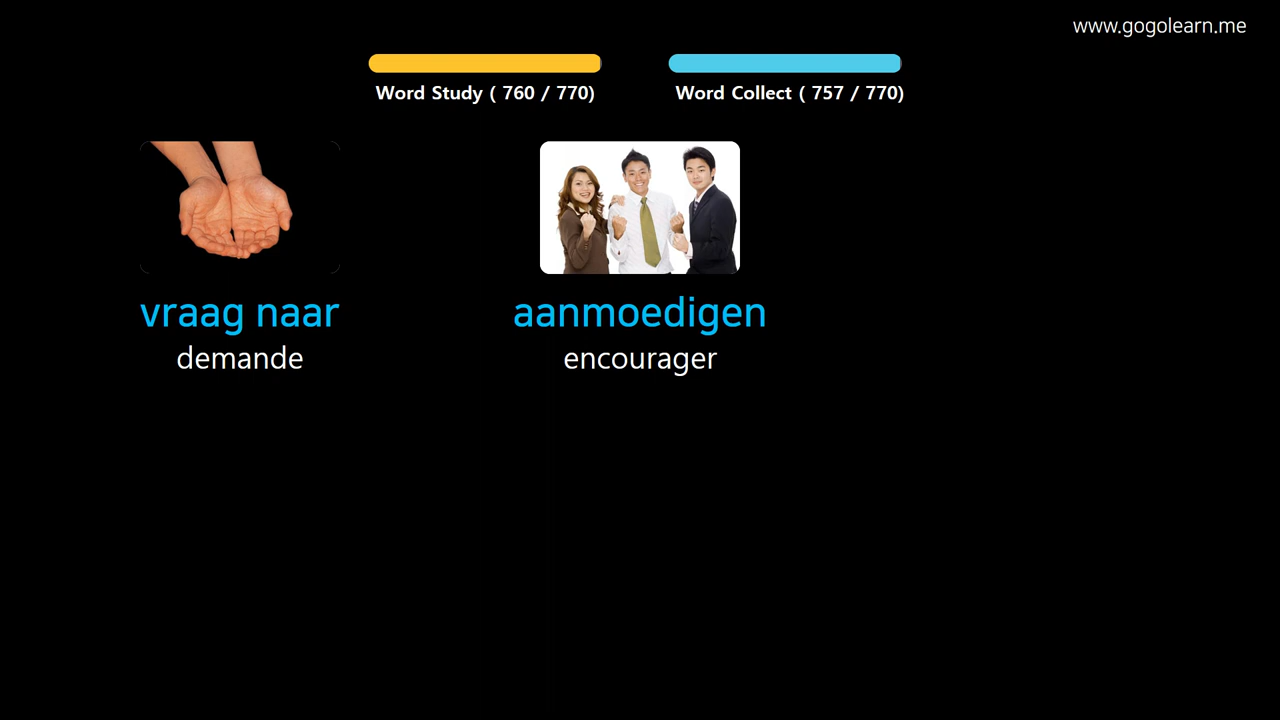 www.gogolearn.me
Word Study ( 760 / 770)
Word Collect ( 757 / 770)
vraag naar
demande
aanmoedigen
encourager